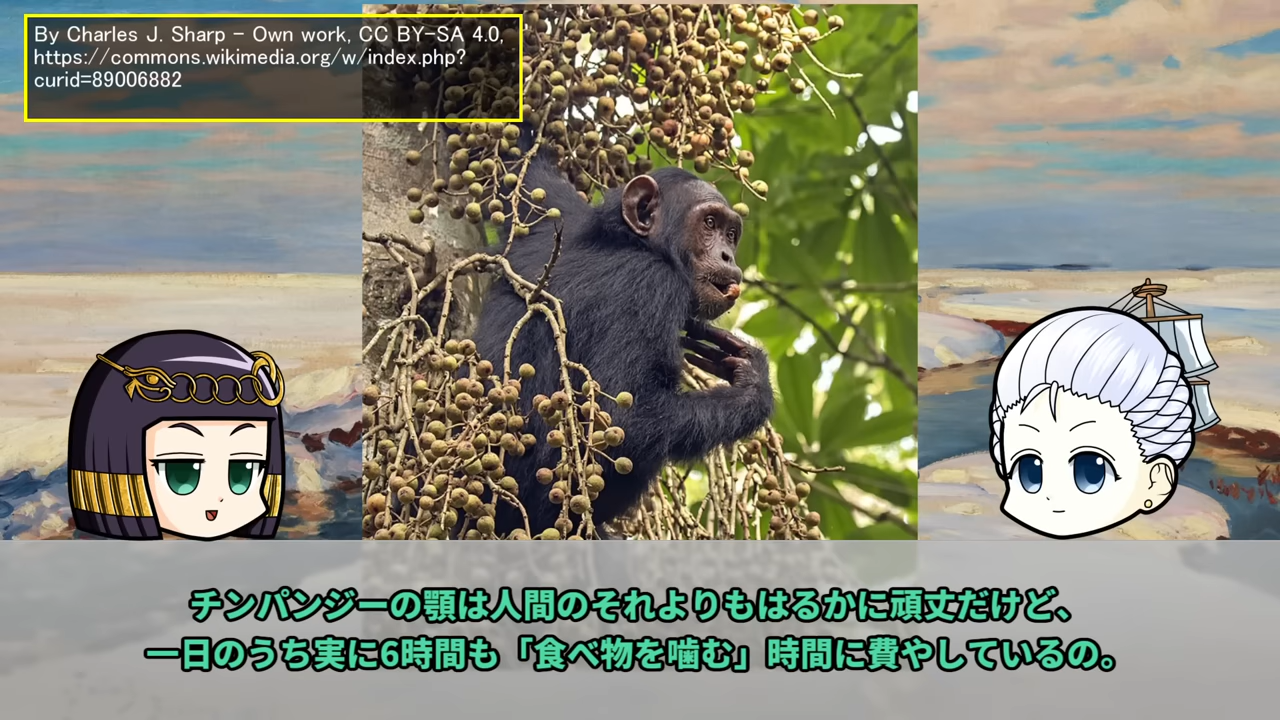 By Charles J. Sharp - Own work, CC BY-SA 4.0,
https://commons.wikimedia.org/w/index.php?
curid=89006882
チンパンジーの顎は人間のそれよりもはるかに頑丈だけど、
一日のうち実に6時間も「食べ物を噛む」時間に費やしているの。